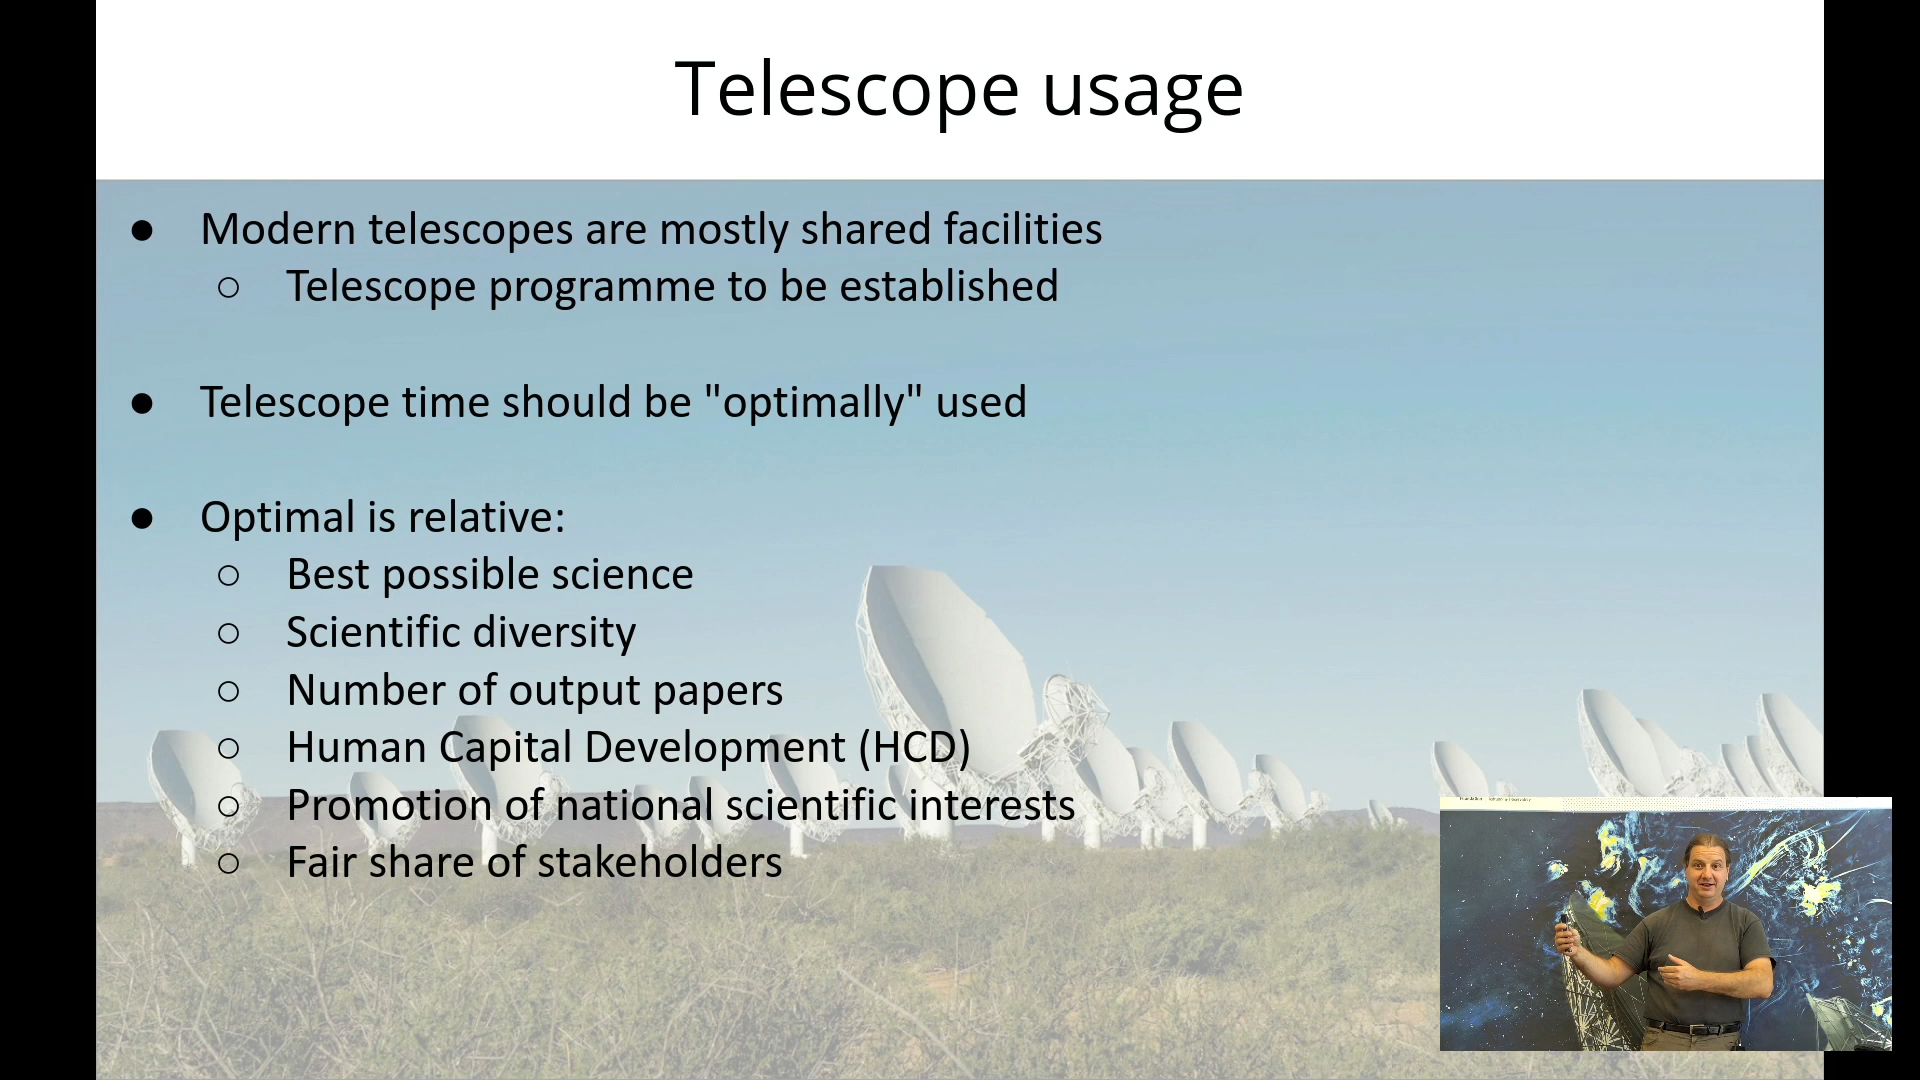 Telescope usage
● Modern telescopes are mostly shared facilities
○ Telescope programme to be established
● Telescope time should be "optimally" used
● Optimal is relative:
○ Best possible science
○ Scientific diversity
○ Number of output papers
○ Human Capital Development (HCD)
○ Promotion of national scientific interests
○ Fair share of stakeholders